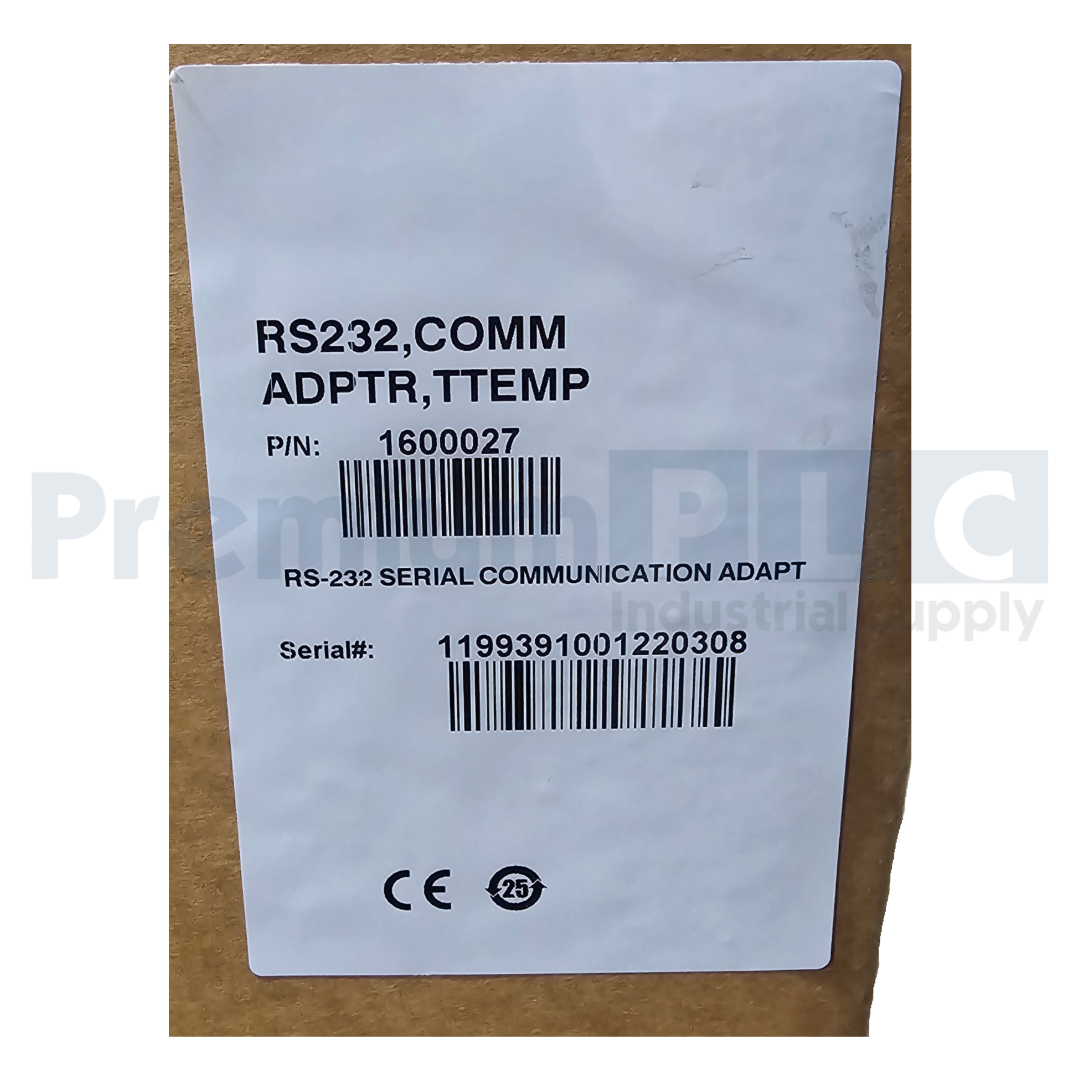 RS232,COMM
ADPTR,TTEMP
P/N: 1600027
Premium PLC
RS-232 SERIAL COMMUNICATION ADAPT
Industrial Supply
Serial#: 1199391001220308
CE 25